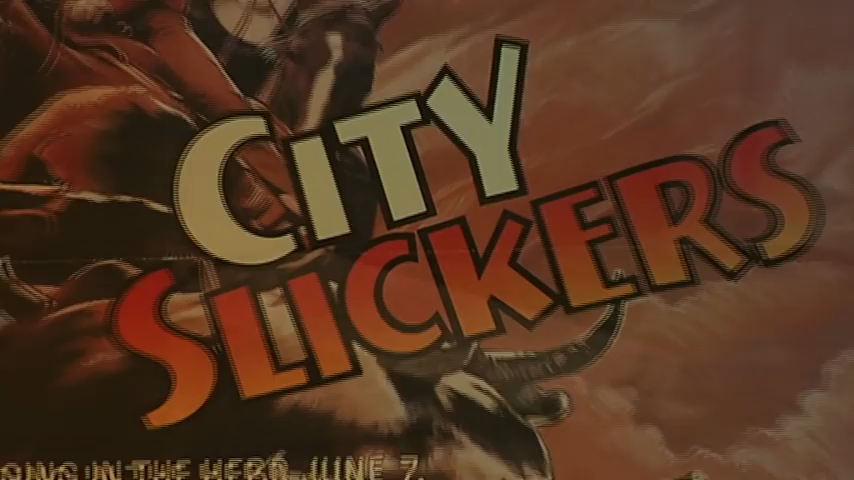 CITY
SLICKERS
IN THE HERD JUNE 7.